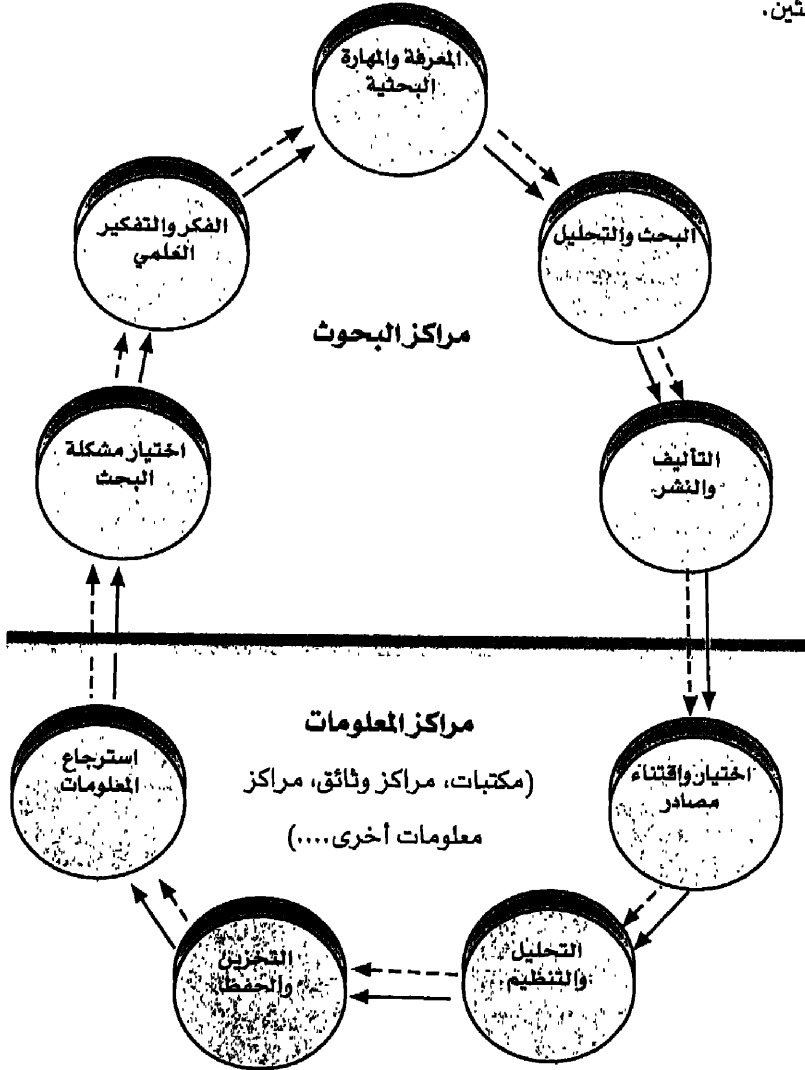 ثين.
المعرفة والمهارة
البحثية
البحث والتحليل
الفكر والتفكير
العلمي
مراكز البحوث
اختيار مشكلة
البحث
التأليف
والنشر
مراكز المعلومات
(مكتبات، مراكز وثائق، مراكز
معلومات أخرى....)
استرجاع
المعلومات
اختيار واقتناء
مصادر
التحليل
والتنظيم
التخزين
والحفظ